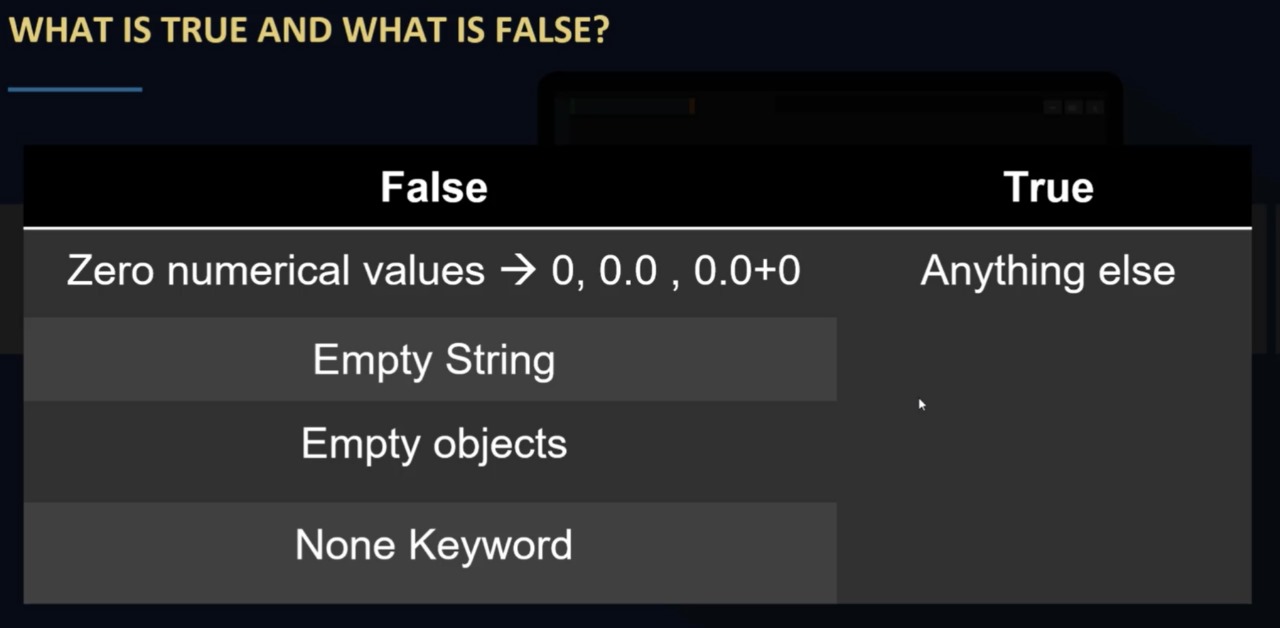 WHAT IS TRUE AND WHAT IS FALSE?
False
True
Zero numerical values → 0, 0.0 , 0.0+0
Anything else
Empty String
Empty objects
None Keyword